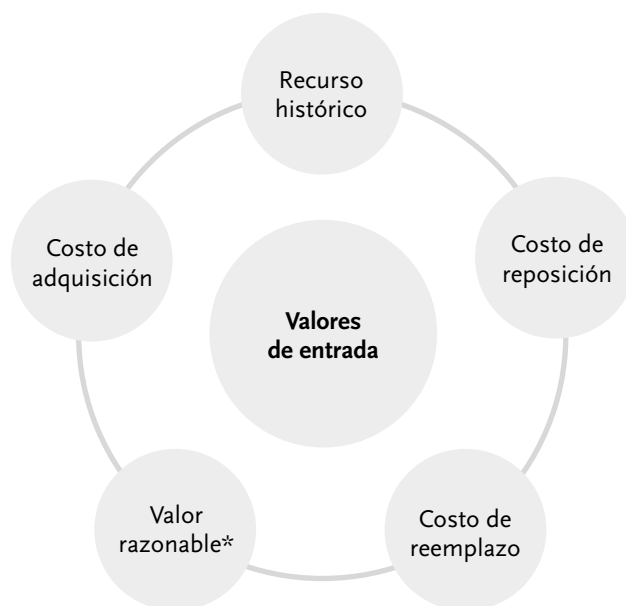 Recurso
histórico
Costo de
adquisición
Costo de
reposición
Valores
de entrada
Valor
razonable*
Costo de
reemplazo